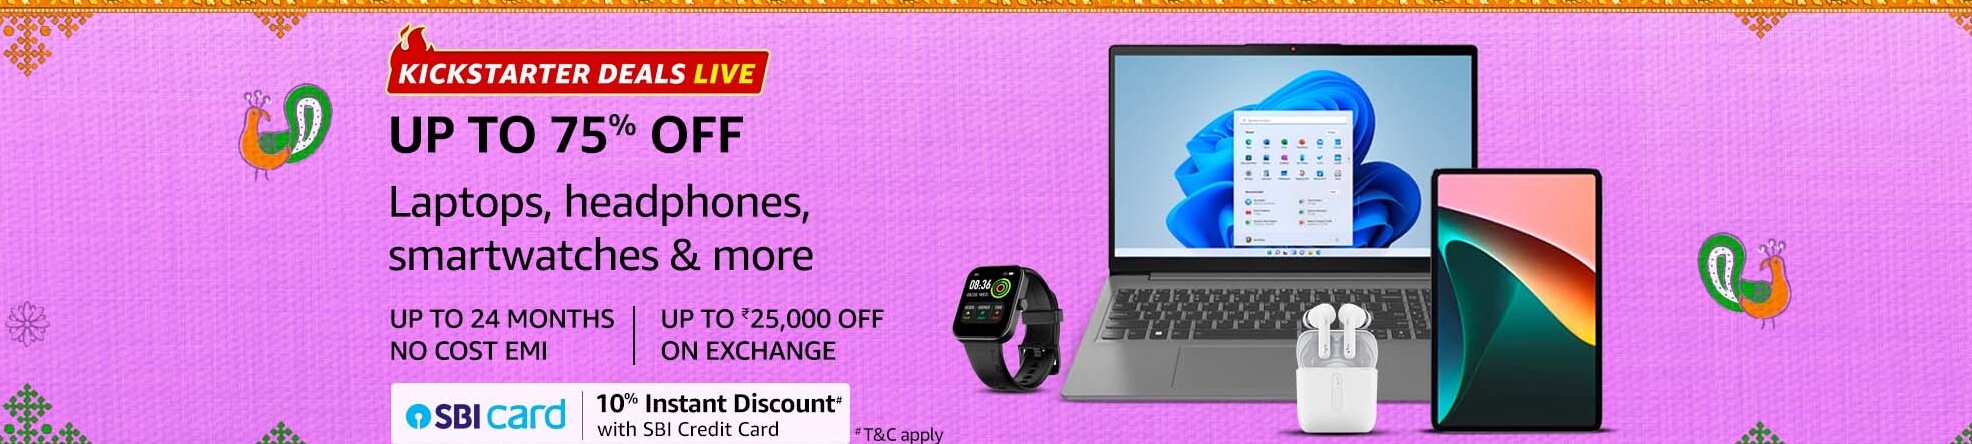 KICKSTARTER DEALS LIVE
UP TO 75% OFF
Laptops, headphones,
smartwatches & more
UP TO 24 MONTHS
NO COST EMI
UP TO ₹25,000 OFF
ON EXCHANGE
SBI card
10% Instant Discount#
with SBI Credit Card
#T&C apply
08:36